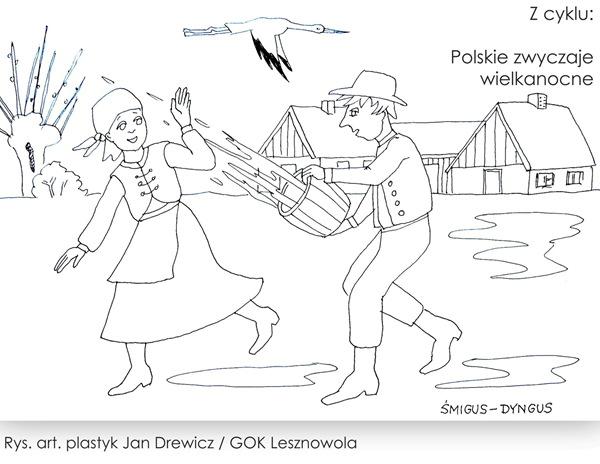 Z cyklu:
Polskie zwyczaje
wielkanocne
ŚMIGUS-DYNGUS
Rys. art. plastyk Jan Drewicz / GOK Lesznowola